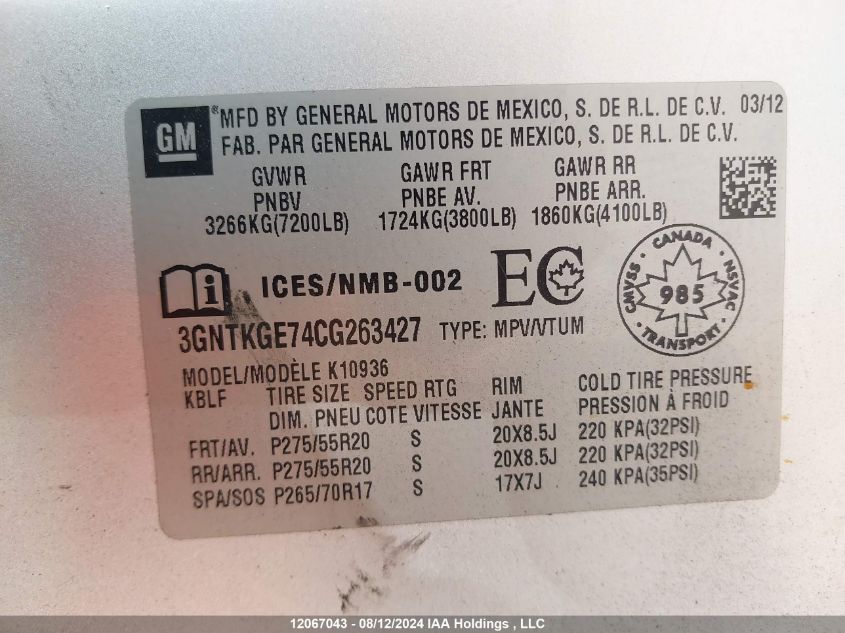 GM ® MFD BY GENERAL MOTORS DE MEXICO, S. DE R.L. DE C.V. 03/12
FAB. PAR GENERAL MOTORS DE MEXICO, S. DE R.L. DE C.V.
GVWR GAWR FRT GAWR RR
PNBV PNBE AV. PNBE ARR.
3266KG(7200LB) 1724KG(3800LB) 1860KG(4100LB)
i ICES/NMB-002 EC
CANADA
CMVSS 985 NSVAC
TRANSPORT
3GNTKGE74CG263427 TYPE: MPV/VTUM
MODEL/MODÈLE K10936
KBLF TIRE SIZE SPEED RTG RIM COLD TIRE PRESSURE
DIM. PNEU COTE VITESSE JANTE PRESSION À FROID
FRT/AV. P275/55R20 S 20X8.5J 220 KPA(32PSI)
RR/ARR. P275/55R20 S 20X8.5J 220 KPA(32PSI)
SPA/SOS P265/70R17 S 17X7J 240 KPA(35PSI)
12067043 - 08/12/2024 IAA Holdings , LLC